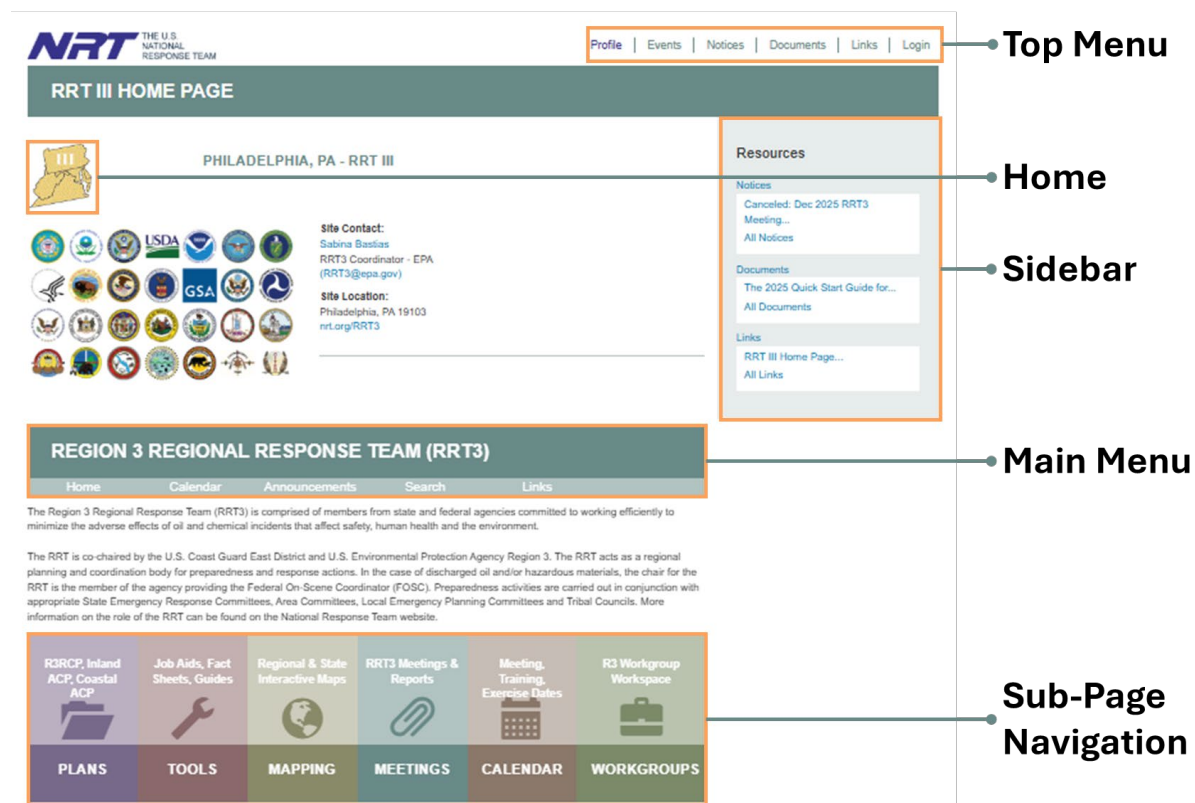 NRT THE U.S.
NATIONAL
RESPONSE TEAM
Profile | Events | Notices | Documents | Links | Login
Top Menu
RRT III HOME PAGE
III
PHILADELPHIA, PA - RRT III
Home
Site Contact:
Sabina Bastias
RRT3 Coordinator - EPA
(RRT3@epa.gov)
Site Location:
Philadelphia, PA 19103
nrt.org/RRT3
USDA
GSA
Resources
Notices
Canceled: Dec 2025 RRT3
Meeting...
All Notices
Documents
The 2025 Quick Start Guide for...
All Documents
Links
RRT III Home Page...
All Links
Sidebar
REGION 3 REGIONAL RESPONSE TEAM (RRT3)
Home Calendar Announcements Search Links
Main Menu
The Region 3 Regional Response Team (RRT3) is comprised of members from state and federal agencies committed to working efficiently to
minimize the adverse effects of oil and chemical incidents that affect safety, human health and the environment.
The RRT is co-chaired by the U.S. Coast Guard East District and U.S. Environmental Protection Agency Region 3. The RRT acts as a regional
planning and coordination body for preparedness and response actions. In the case of discharged oil and/or hazardous materials, the chair for the
RRT is the member of the agency providing the Federal On-Scene Coordinator (FOSC). Preparedness activities are carried out in conjunction with
appropriate State Emergency Response Committees, Area Committees, Local Emergency Planning Committees and Tribal Councils. More
information on the role of the RRT can be found on the National Response Team website.
R3RCP, Inland
ACP, Coastal
ACP
PLANS
Job Aids, Fact
Sheets, Guides
TOOLS
Regional & State
Interactive Maps
MAPPING
RRT3 Meetings &
Reports
MEETINGS
Meeting,
Training,
Exercise Dates
CALENDAR
R3 Workgroup
Workspace
WORKGROUPS
Sub-Page
Navigation